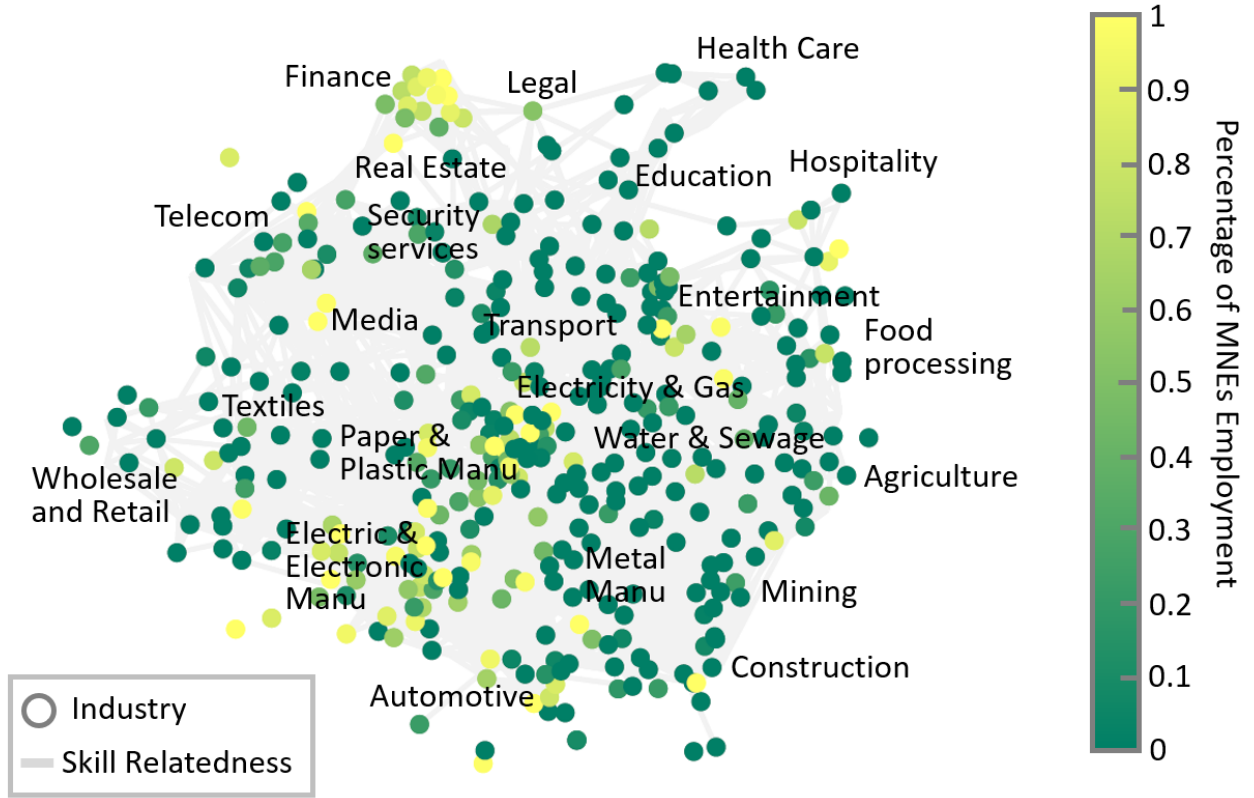 Health Care
Finance
Legal
Real Estate
Education
Hospitality
Telecom
Security
services
Entertainment
Media
Transport
Food
processing
Electricity & Gas
Textiles
Paper &
Plastic Manu
Water & Sewage
Wholesale
and Retail
Agriculture
Electric &
Electronic
Manu
Metal
Manu
Mining
Construction
Automotive
Industry
Skill Relatedness
1
0.9
0.8
0.7
0.6
0.5
0.4
0.3
0.2
0.1
0
Percentage of MNEs Employment